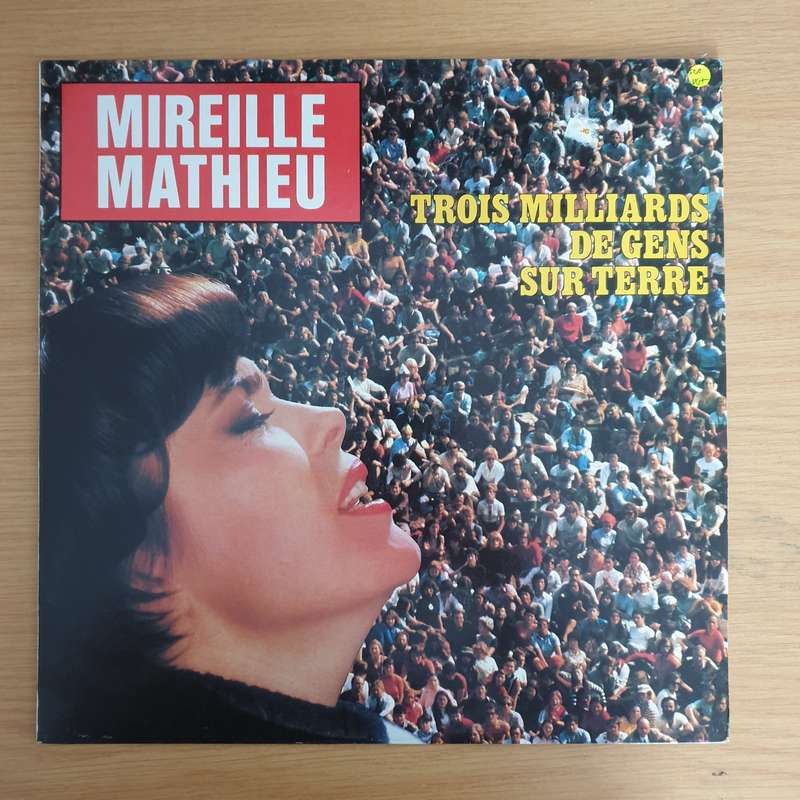 MIREILLE
MATHIEU
TROIS MILLIARDS
DE GENS
SUR TERRE